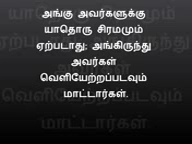 அங்கு அவர்களுக்கு
யாதொரு சிரமமும்
ஏற்படாது; அங்கிருந்து
அவர்கள்
வெளியேற்றப்படவும்
மாட்டார்கள்.